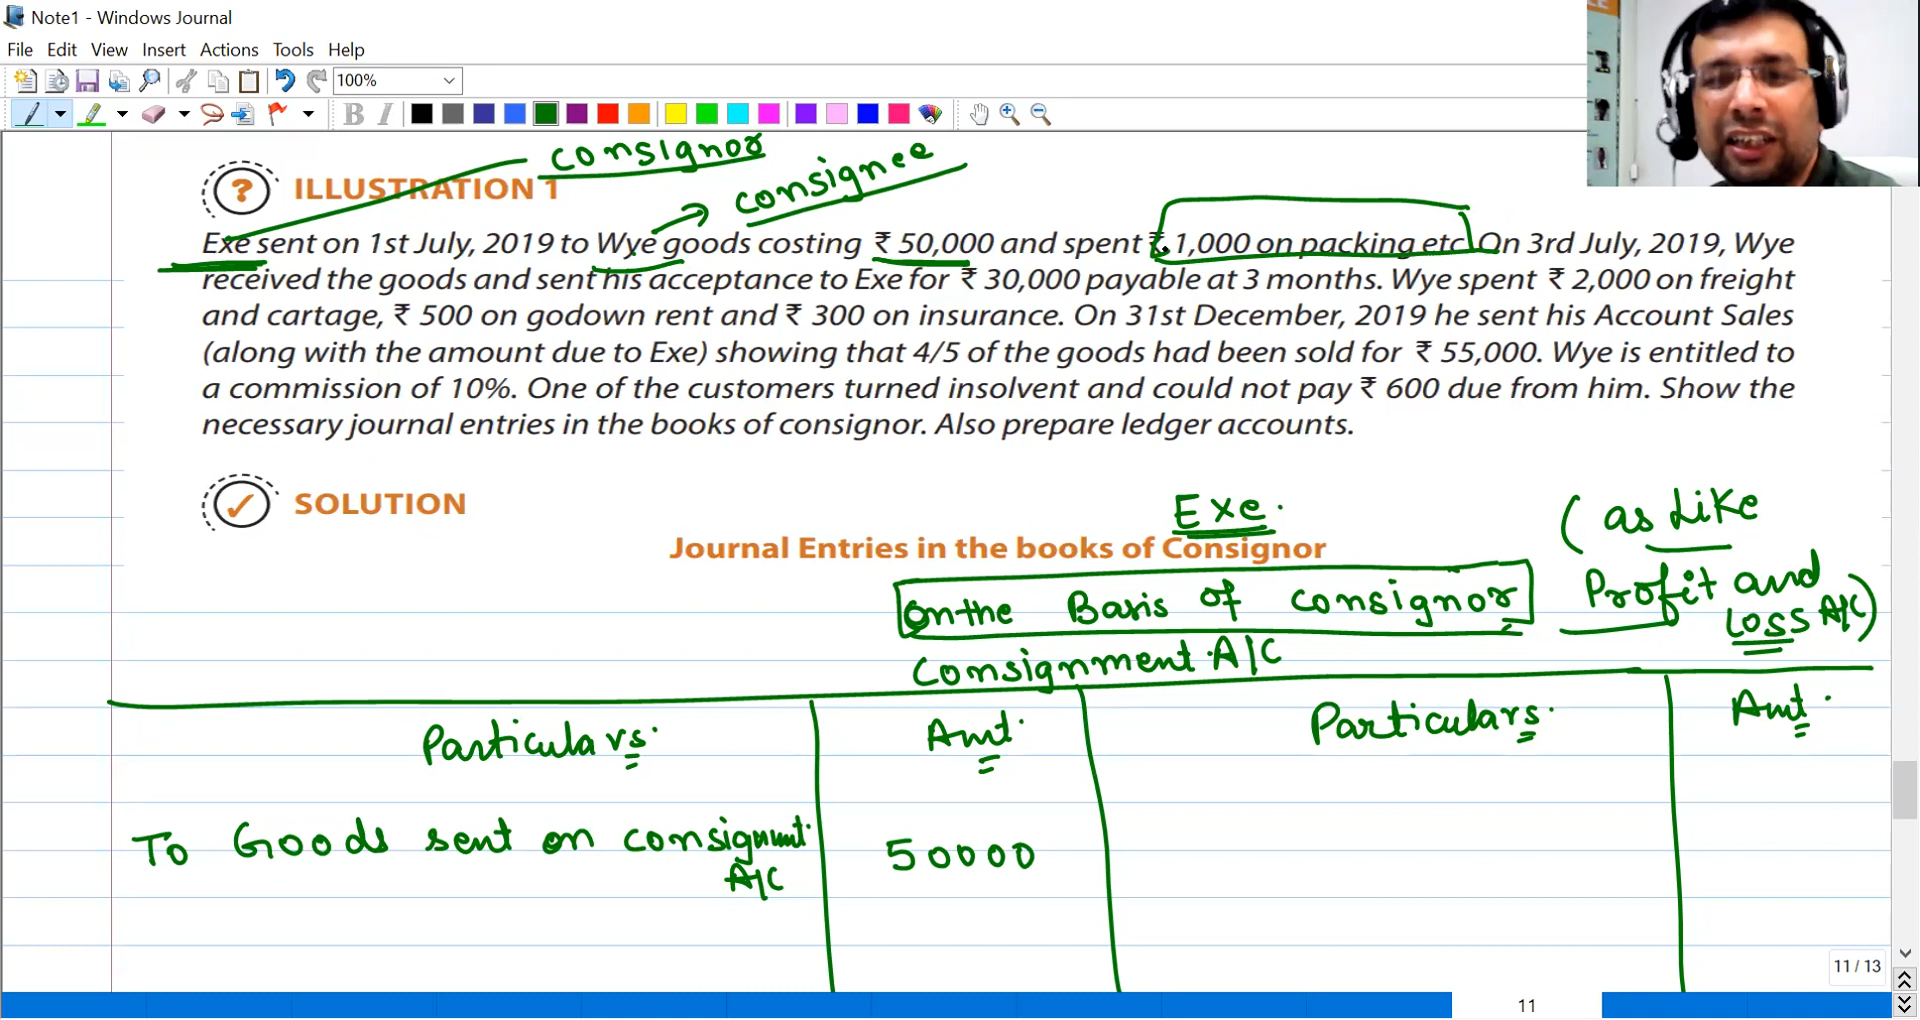 Note1 - Windows Journal
File Edit View Insert Actions Tools Help
100%
B I
consignor
consignee
? ILLUSTRATION 1
Exe sent on 1st July, 2019 to Wye goods costing ₹ 50,000 and spent ₹ 1,000 on packing etc. On 3rd July, 2019, Wye
received the goods and sent his acceptance to Exe for ₹ 30,000 payable at 3 months. Wye spent ₹ 2,000 on freight
and cartage, ₹ 500 on godown rent and ₹ 300 on insurance. On 31st December, 2019 he sent his Account Sales
(along with the amount due to Exe) showing that 4/5 of the goods had been sold for ₹ 55,000. Wye is entitled to
a commission of 10%. One of the customers turned insolvent and could not pay ₹ 600 due from him. Show the
necessary journal entries in the books of consignor. Also prepare ledger accounts.
SOLUTION
Exe.
Journal Entries in the books of Consignor
(as Like
Profit and
Loss A/C)
On the Basis of consignor
Consignment A/C
Particulars. Amt. Particulars. Amt.
To Goods sent on consignment 50000
A/C
11 / 13
11